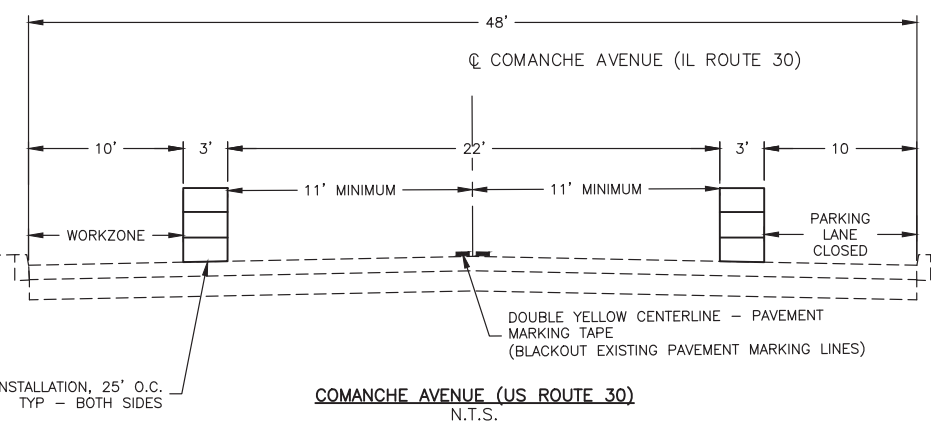 48'
℄ COMANCHE AVENUE (IL ROUTE 30)
10' 3' 22' 3' 10
11' MINIMUM 11' MINIMUM
WORKZONE
PARKING
LANE
CLOSED
DOUBLE YELLOW CENTERLINE – PAVEMENT
MARKING TAPE
(BLACKOUT EXISTING PAVEMENT MARKING LINES)
NSTALLATION, 25' O.C.
TYP – BOTH SIDES
COMANCHE AVENUE (US ROUTE 30)
N.T.S.